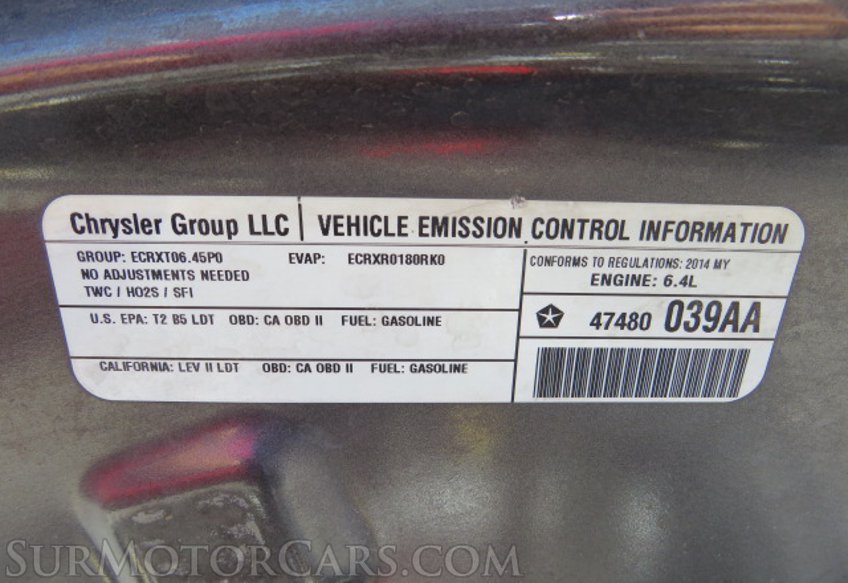 Chrysler Group LLC | VEHICLE EMISSION CONTROL INFORMATION
GROUP: ECRXT06.45P0 EVAP: ECRXR0180RK0
NO ADJUSTMENTS NEEDED
TWC / HO2S / SFI
CONFORMS TO REGULATIONS: 2014 MY
ENGINE: 6.4L
U.S. EPA: T2 B5 LDT OBD: CA OBD II FUEL: GASOLINE
47480 039AA
CALIFORNIA: LEV II LDT OBD: CA OBD II FUEL: GASOLINE
SURMOTORCARS.COM